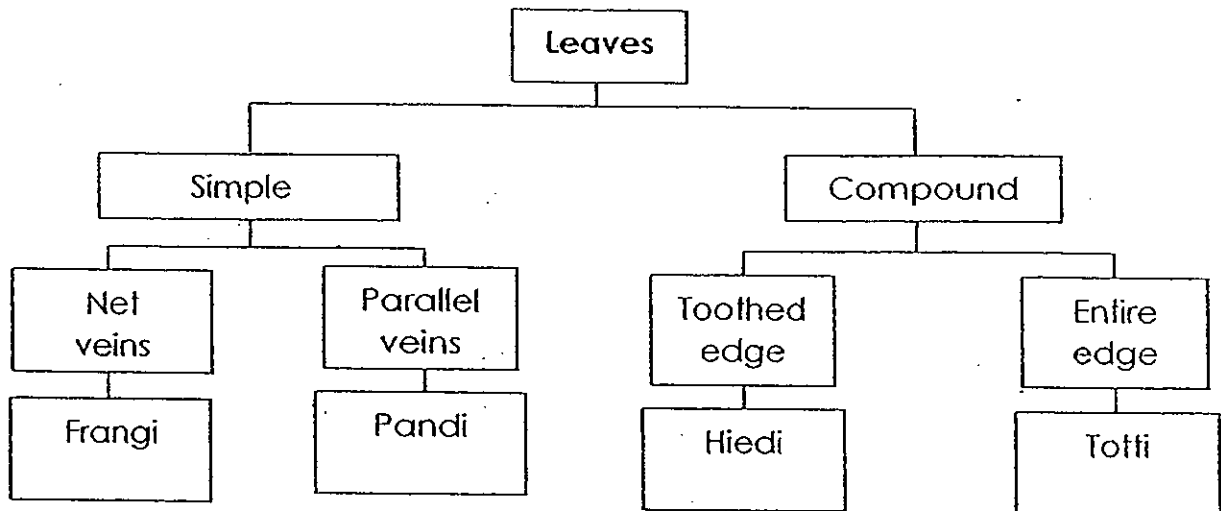 Leaves
Simple
Compound
Net
veins
Parallel
veins
Toothed
edge
Entire
edge
Frangi
Pandi
Hiedi
Totti